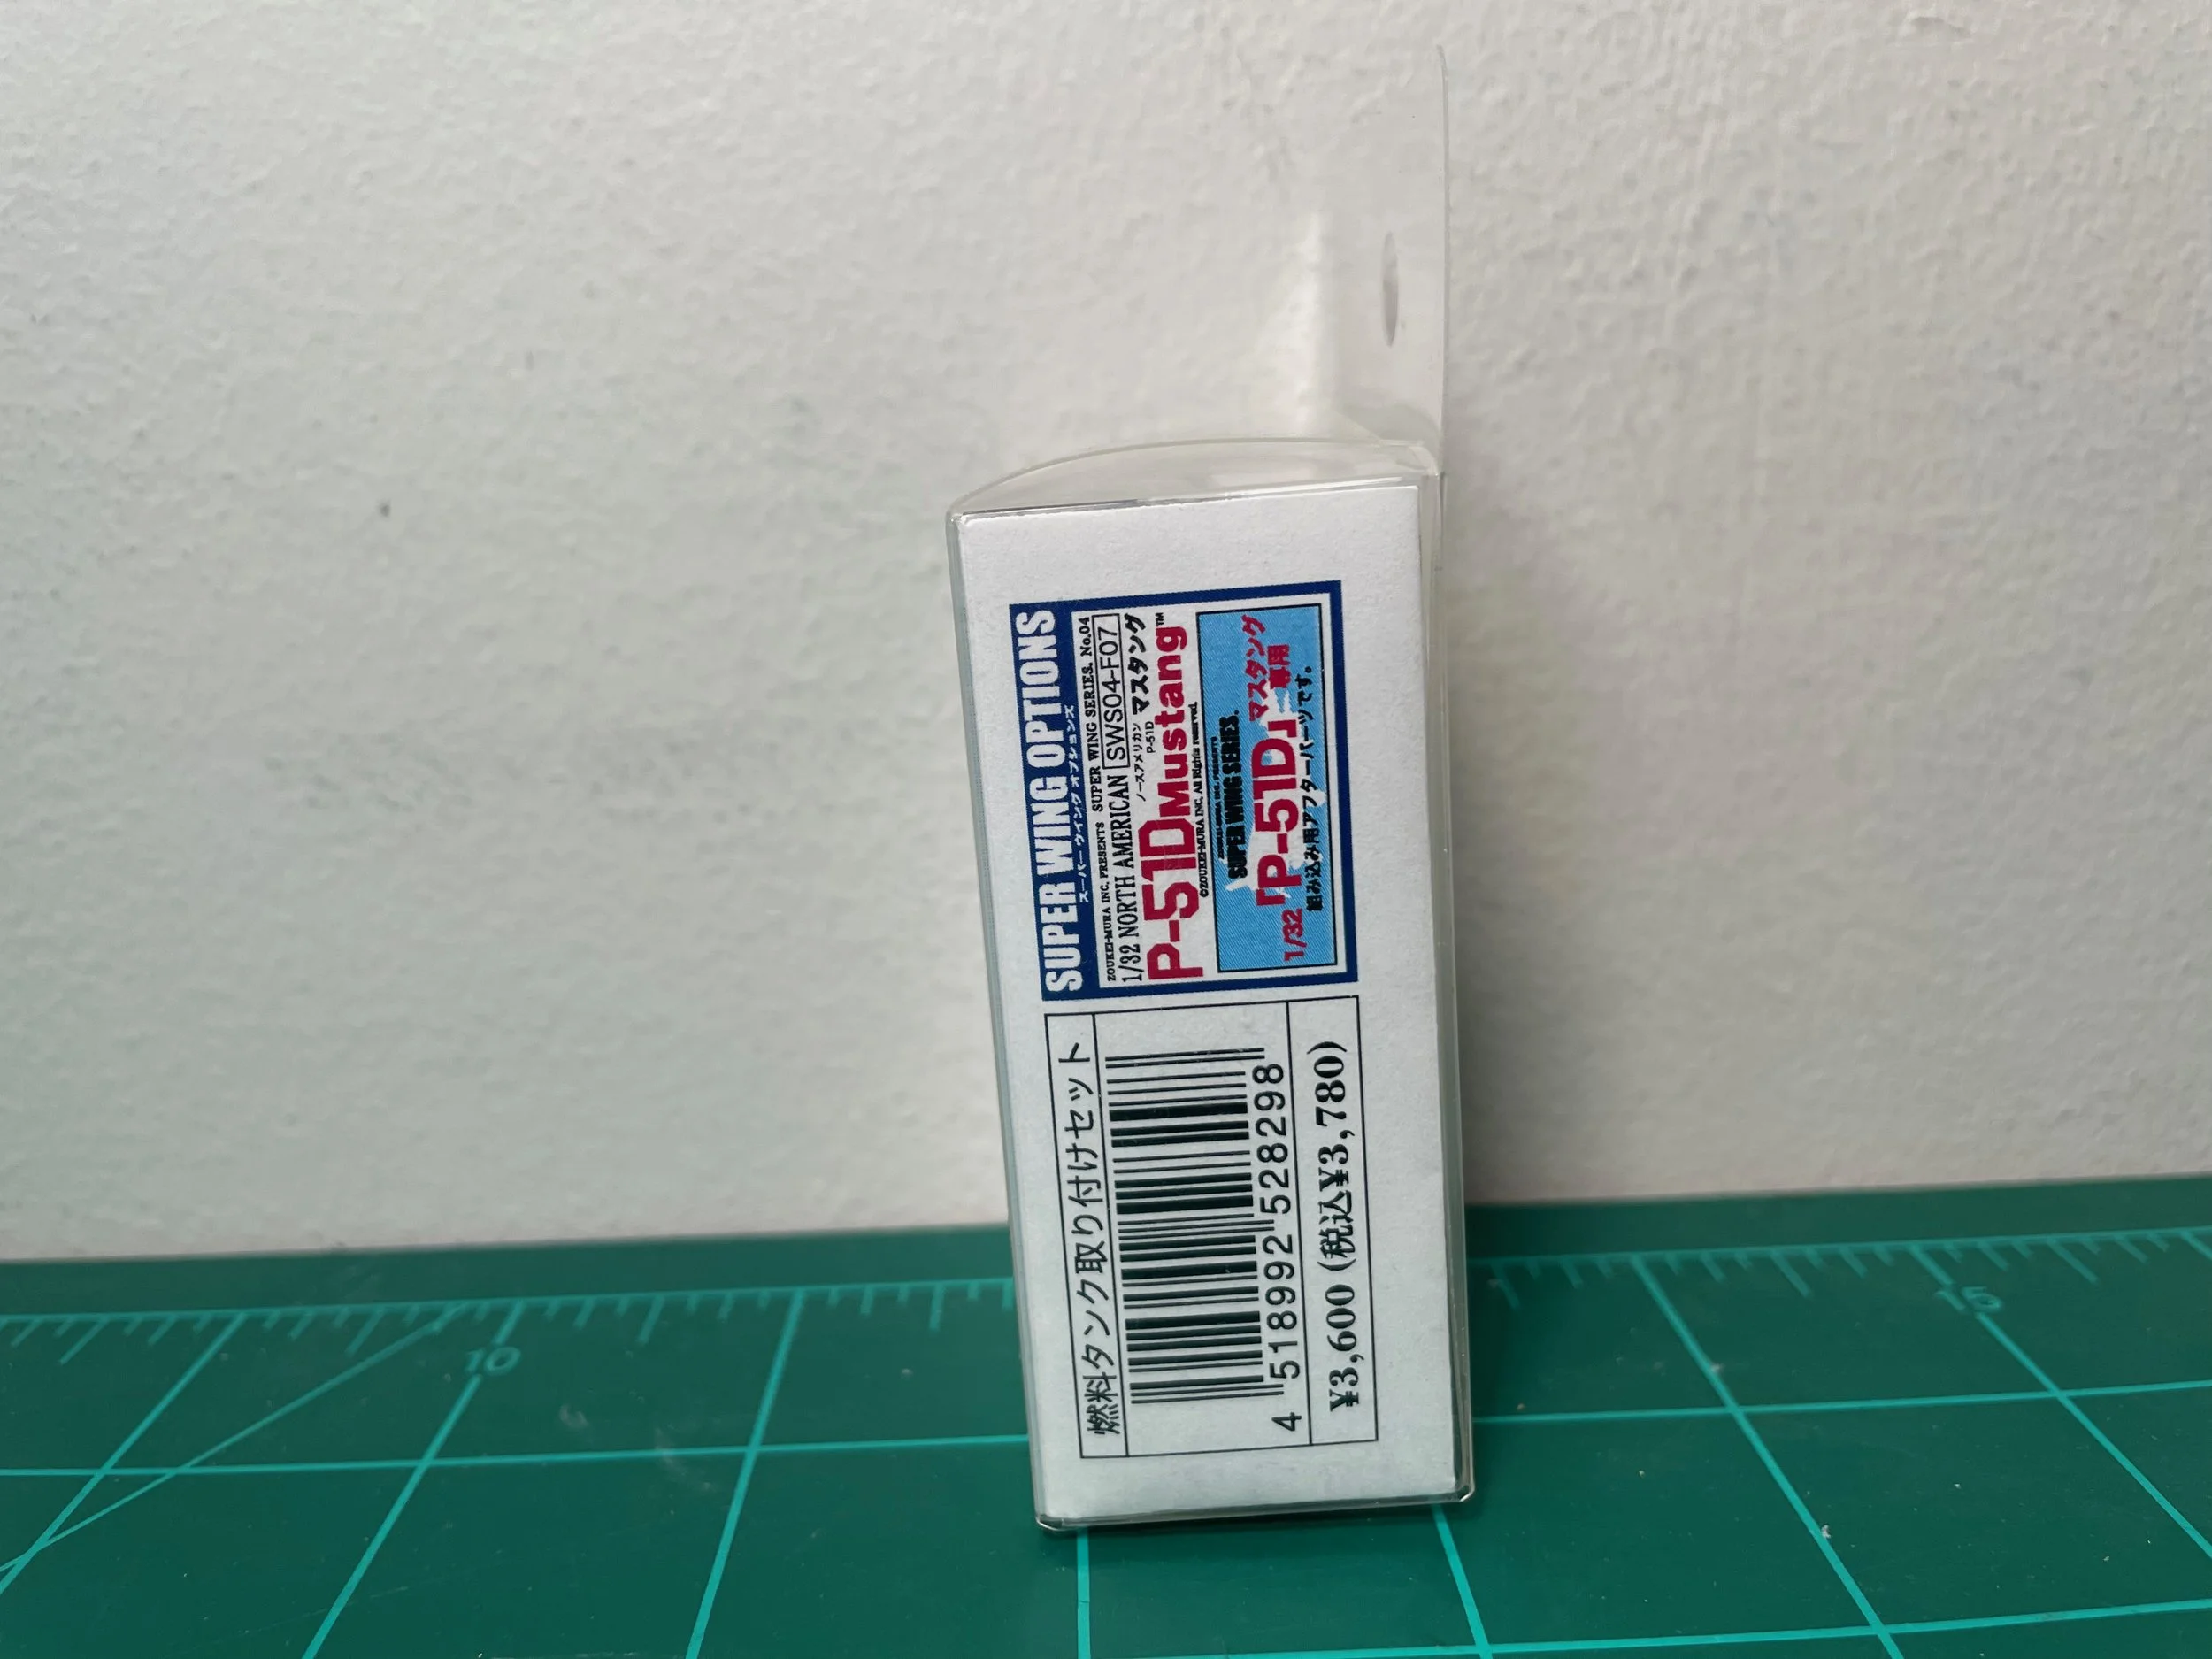 SUPER WING OPTIONS
スーパーウイング オプションズ
ZOUKEI-MURA INC. PRESENTS SUPER WING SERIES. No.04
1/32 NORTH AMERICAN SWS04-F07
ノースアメリカン P-51D マスタング
P-51D Mustang™
©ZOUKEI-MURA INC. All Rights reserved.
ZOUKEI-MURA INC. PRESENTS
SUPER WING SERIES.
1/32「P-51D」マスタング専用
組み込み用アフターパーツです。
燃料タンク取り付けセット
4 518992 528298
¥3,600 (税込¥3,780)
10
15